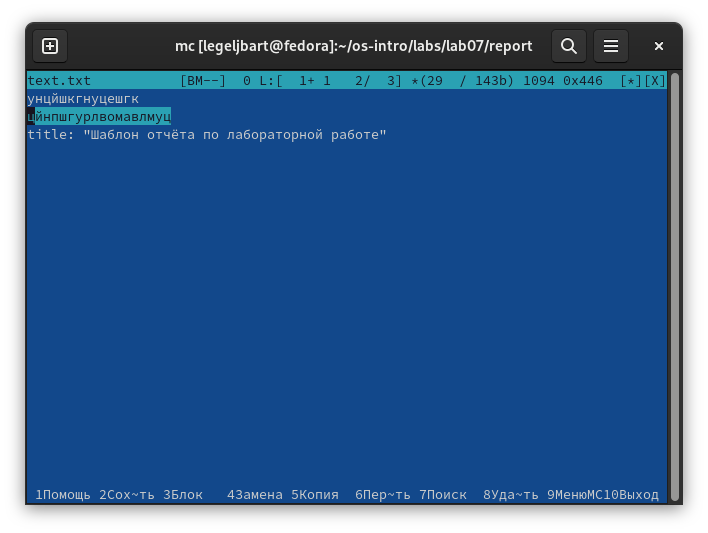 mc [legeljbart@fedora]:~/os-intro/labs/lab07/report
text.txt [BM--] 0 L:[ 1+ 1 2/ 3] *(29 / 143b) 1094 0x446 [*][X]
унцйшкгнуцешгк
цйнпшгурлвомавлмуц
title: "Шаблон отчёта по лабораторной работе"
1Помощь 2Сох~ть 3Блок 4Замена 5Копия 6Пер~ть 7Поиск 8Уда~ть 9МенюMC10Выход